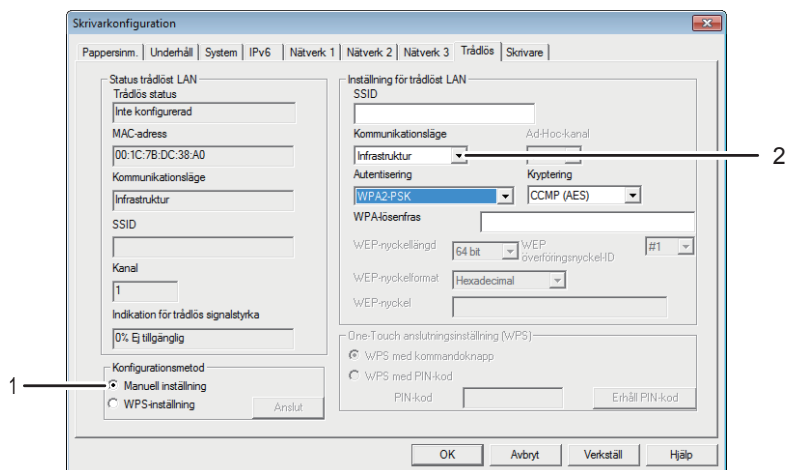 Skrivarkonfiguration
Pappersinm. Underhåll System IPv6 Nätverk 1 Nätverk 2 Nätverk 3 Trådlös Skrivare
Status trådlöst LAN
Trådlös status
Inte konfigurerad
MAC-adress
00:1C:7B:DC:38:A0
Kommunikationsläge
Infrastruktur
SSID
Kanal
1
Indikation för trådlös signalstyrka
0% Ej tillgänglig
Konfigurationsmetod
1
Manuell inställning
WPS-inställning
Anslut
Inställning för trådlöst LAN
SSID
Kommunikationsläge Ad-Hoc-kanal
Infrastruktur
2
Autentisering Kryptering
WPA2-PSK CCMP (AES)
WPA-lösenfras
WEP-nyckellängd 64 bit WEP överföringsnyckel-ID #1
WEP-nyckelformat Hexadecimal
WEP-nyckel
One-Touch anslutningsinställning (WPS)
WPS med kommandoknapp
WPS med PIN-kod
PIN-kod Erhåll PIN-kod
OK Avbryt Verkställ Hjälp